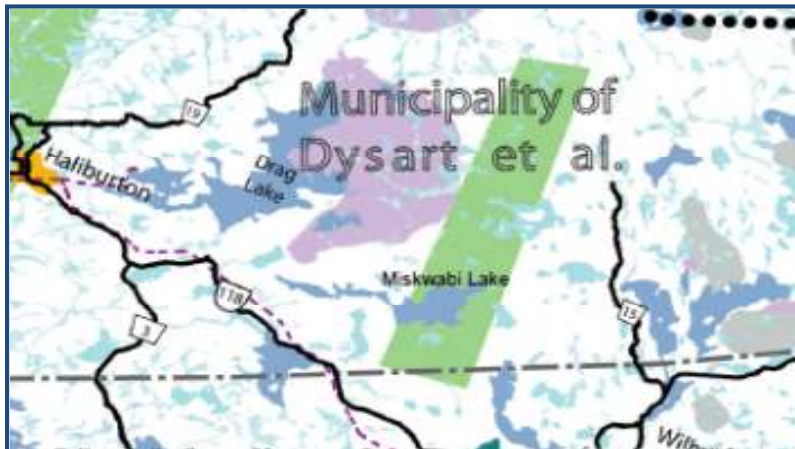 Municipality of
Dysart et al.
19
Haliburton
Drag
Lake
Miskwabi Lake
118
3
15